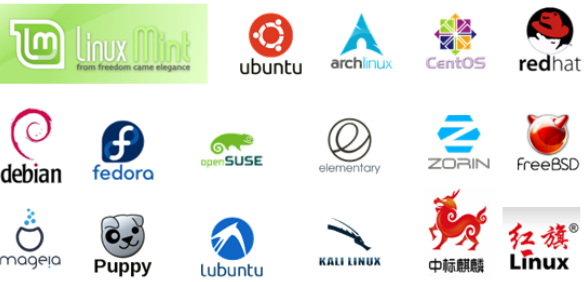 Linux Mint
from freedom came elegance
ubuntu
archlinux
CentOS
redhat
debian
fedora
openSUSE
elementary
ZORIN
FreeBSD
mageia
Puppy
Lubuntu
KALI LINUX
中标麒麟
红旗®
Linux